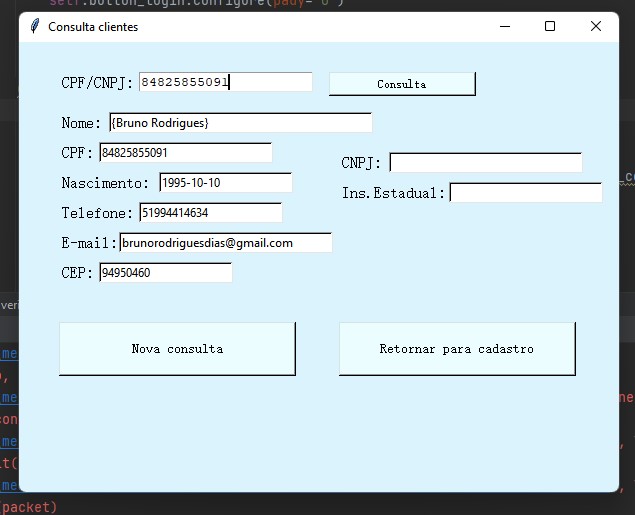 self.botton_login.configure(pady="0")
Consulta clientes
CPF/CNPJ: 84825855091 Consulta
Nome: {Bruno Rodrigues}
CPF: 84825855091
CNPJ:
Nascimento: 1995-10-10
Ins.Estadual:
Telefone: 51994414634
E-mail: brunorodriguesdias@gmail.com
CEP: 94950460
Nova consulta Retornar para cadastro
(packet)